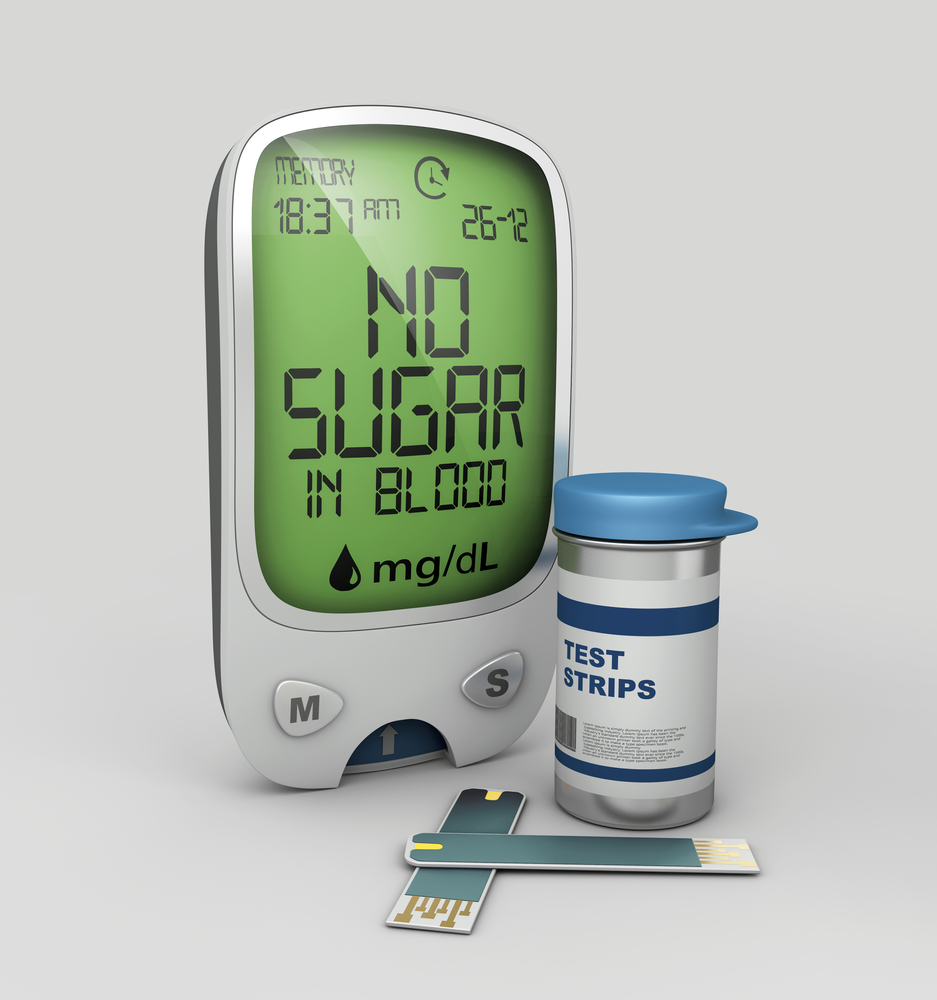 MEMORY
18:37 AM 26-12
NO
SUGAR
IN BLOOD
mg/dL
M
S
TEST
STRIPS